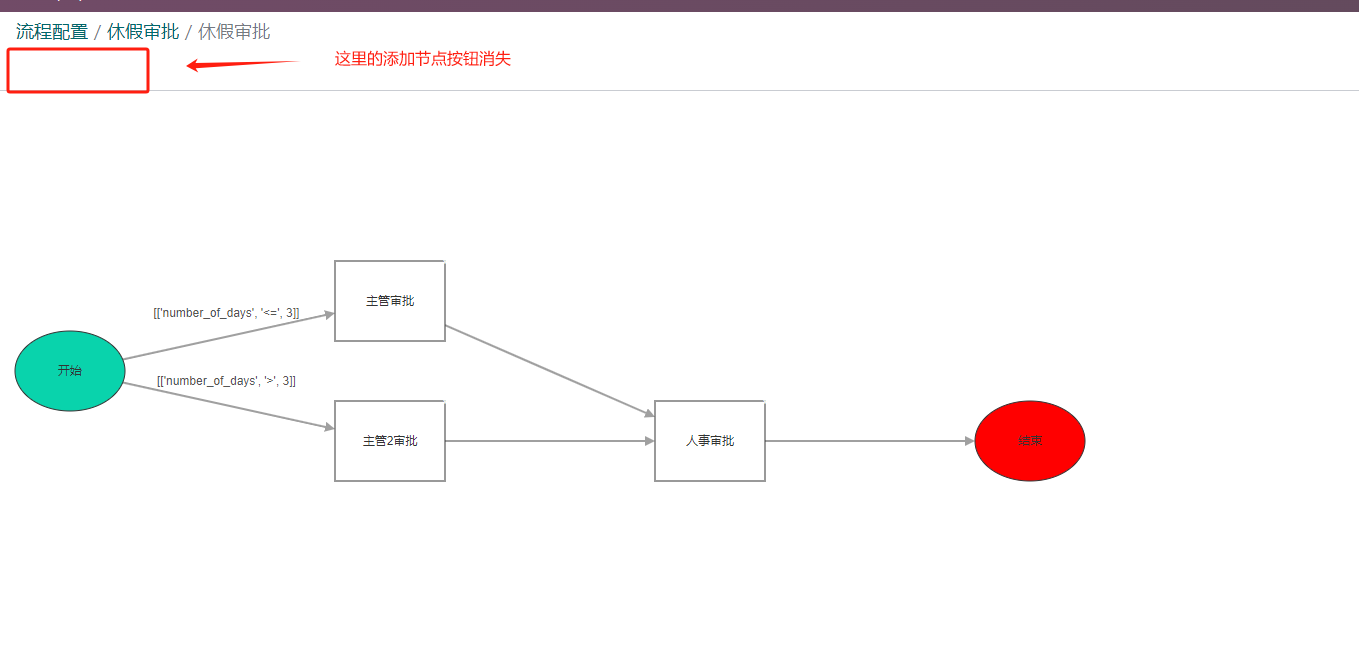 流程配置 / 休假审批 / 休假审批
这里的添加节点按钮消失
主管审批
[['number_of_days', '<=', 3]]
开始
[['number_of_days', '>', 3]]
主管2审批
人事审批
结束